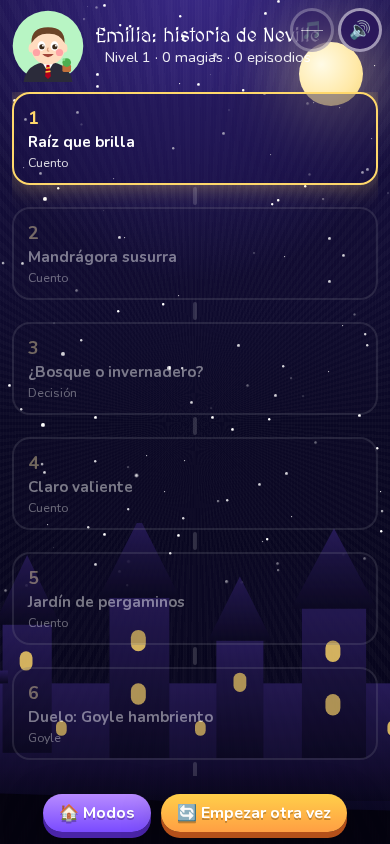 Emilia: historia de Neville
Nivel 1 · 0 magias · 0 episodios
1
Raíz que brilla
Cuento
2
Mandrágora susurra
Cuento
3
¿Bosque o invernadero?
Decisión
4
Claro valiente
Cuento
5
Jardín de pergaminos
Cuento
6
Duelo: Goyle hambriento
Goyle
Modos
Empezar otra vez